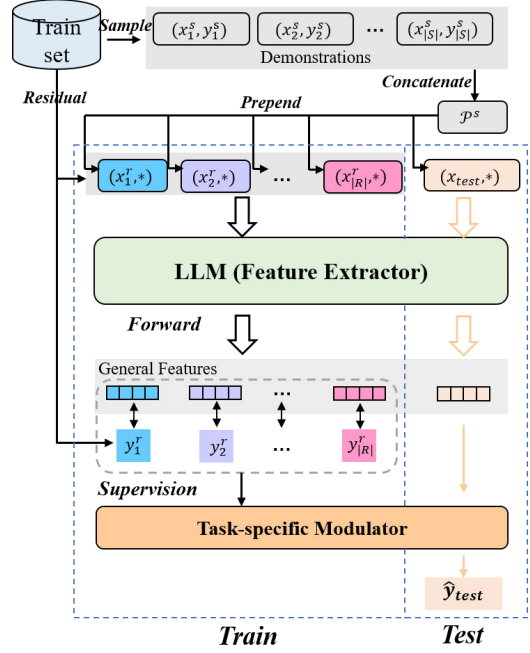 Train
set
Sample
(x₁ˢ, y₁ˢ) (x₂ˢ, y₂ˢ) ... (x|S|ˢ, y|S|ˢ)
Demonstrations
Concatenate
Residual
Prepend
𝒫ˢ
(x₁ʳ,*) (x₂ʳ,*) ... (x|R|ʳ,*) (x_test,*)
LLM (Feature Extractor)
Forward
General Features
...
y₁ʳ y₂ʳ ... y|R|ʳ
Supervision
Task-specific Modulator
ŷ_test
Train Test